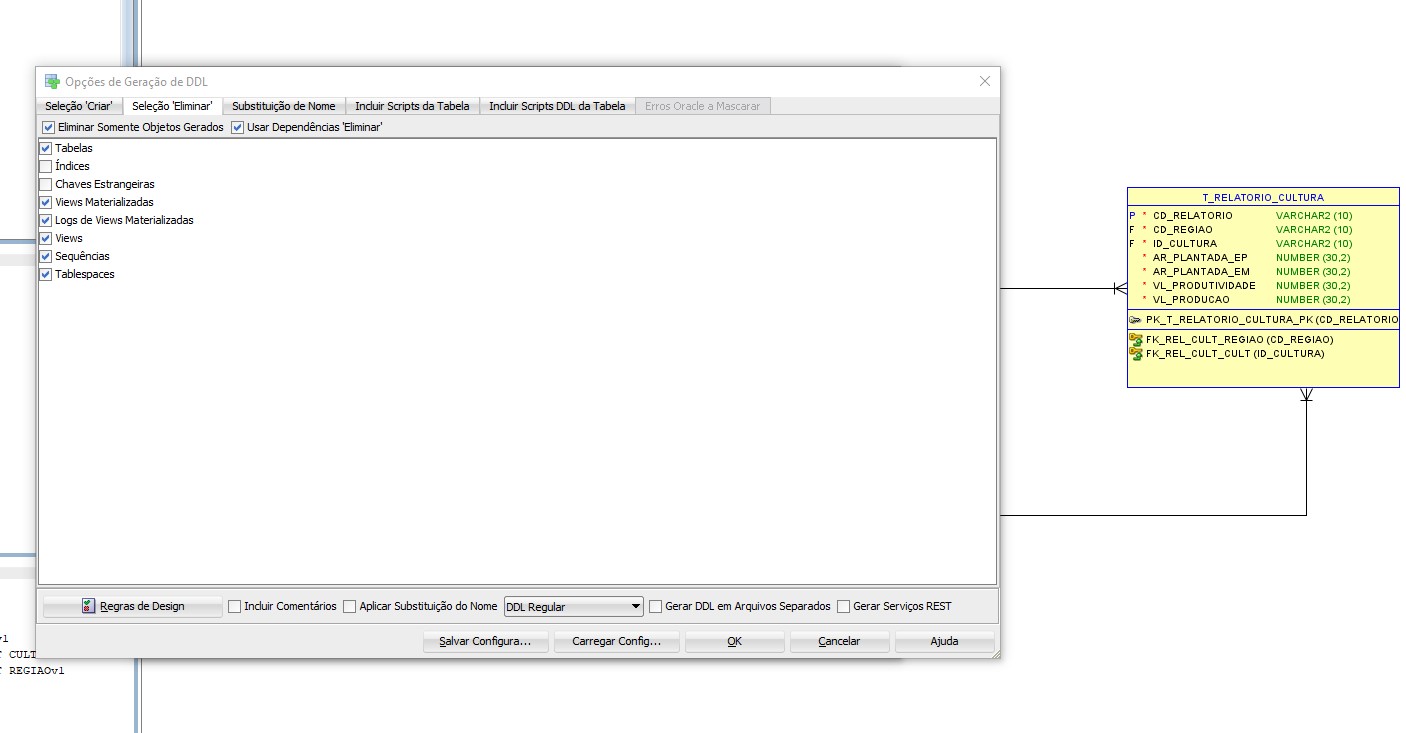 Opções de Geração de DDL
Seleção 'Criar' Seleção 'Eliminar' Substituição de Nome Incluir Scripts da Tabela Incluir Scripts DDL da Tabela Erros Oracle a Mascarar
Eliminar Somente Objetos Gerados Usar Dependências 'Eliminar'
Tabelas
Índices
Chaves Estrangeiras
Views Materializadas
Logs de Views Materializadas
Views
Sequências
Tablespaces
Regras de Design Incluir Comentários Aplicar Substituição do Nome DDL Regular Gerar DDL em Arquivos Separados Gerar Serviços REST
Salvar Configura... Carregar Config... OK Cancelar Ajuda
T_RELATORIO_CULTURA
P * CD_RELATORIO VARCHAR2 (10)
F * CD_REGIAO VARCHAR2 (10)
F * ID_CULTURA VARCHAR2 (10)
* AR_PLANTADA_EP NUMBER (30,2)
* AR_PLANTADA_EM NUMBER (30,2)
* VL_PRODUTIVIDADE NUMBER (30,2)
* VL_PRODUCAO NUMBER (30,2)
PK_T_RELATORIO_CULTURA_PK (CD_RELATORIO
FK_REL_CULT_REGIAO (CD_REGIAO)
FK_REL_CULT_CULT (ID_CULTURA)
v1
T CULT
T REGIAOv1